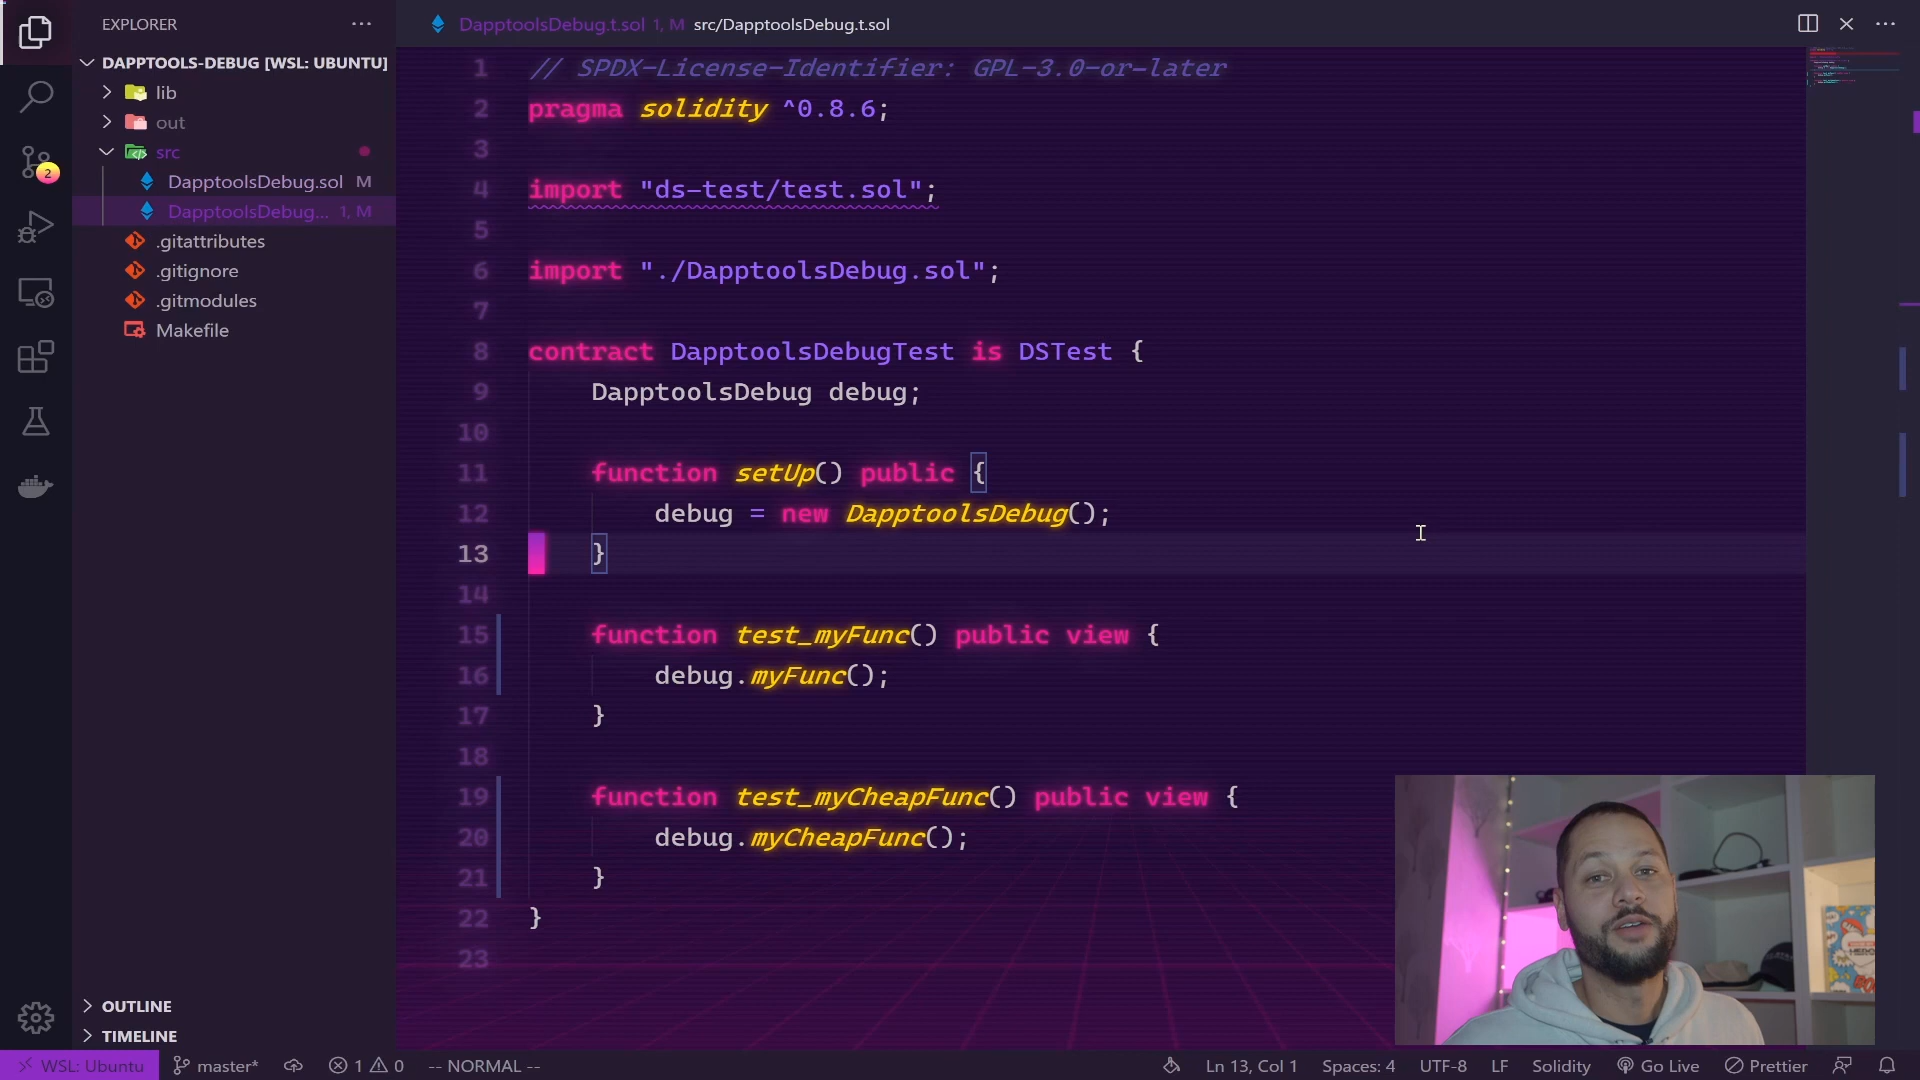 EXPLORER
DAPPTOOLS-DEBUG [WSL: UBUNTU]
lib
out
src
DapptoolsDebug.sol M
DapptoolsDebug... 1, M
.gitattributes
.gitignore
.gitmodules
Makefile
OUTLINE
TIMELINE
2
DapptoolsDebug.t.sol 1, M src/DapptoolsDebug.t.sol
1 // SPDX-License-Identifier: GPL-3.0-or-later
2 pragma solidity ^0.8.6;
3
4 import "ds-test/test.sol";
5
6 import "./DapptoolsDebug.sol";
7
8 contract DapptoolsDebugTest is DSTest {
9 DapptoolsDebug debug;
10
11 function setUp() public {
12 debug = new DapptoolsDebug();
13 }
14
15 function test_myFunc() public view {
16 debug.myFunc();
17 }
18
19 function test_myCheapFunc() public view {
20 debug.myCheapFunc();
21 }
22 }
23
WSL: Ubuntu master* 1 0 -- NORMAL -- Ln 13, Col 1 Spaces: 4 UTF-8 LF Solidity Go Live Prettier